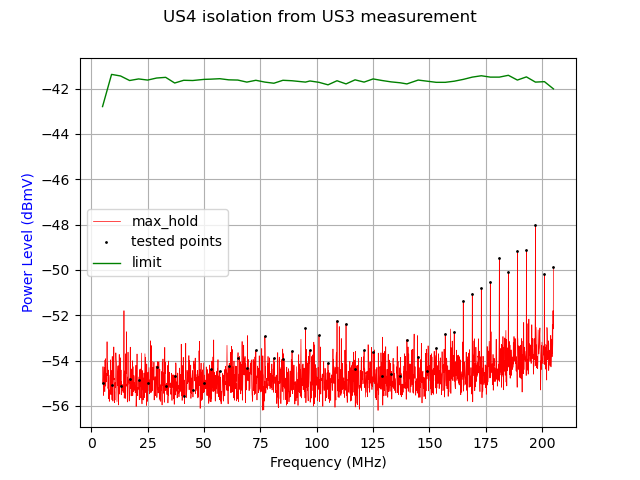 US4 isolation from US3 measurement
−42
−44
−46
−48
−50
−52
−54
−56
Power Level (dBmV)
max_hold
tested points
limit
0 25 50 75 100 125 150 175 200
Frequency (MHz)